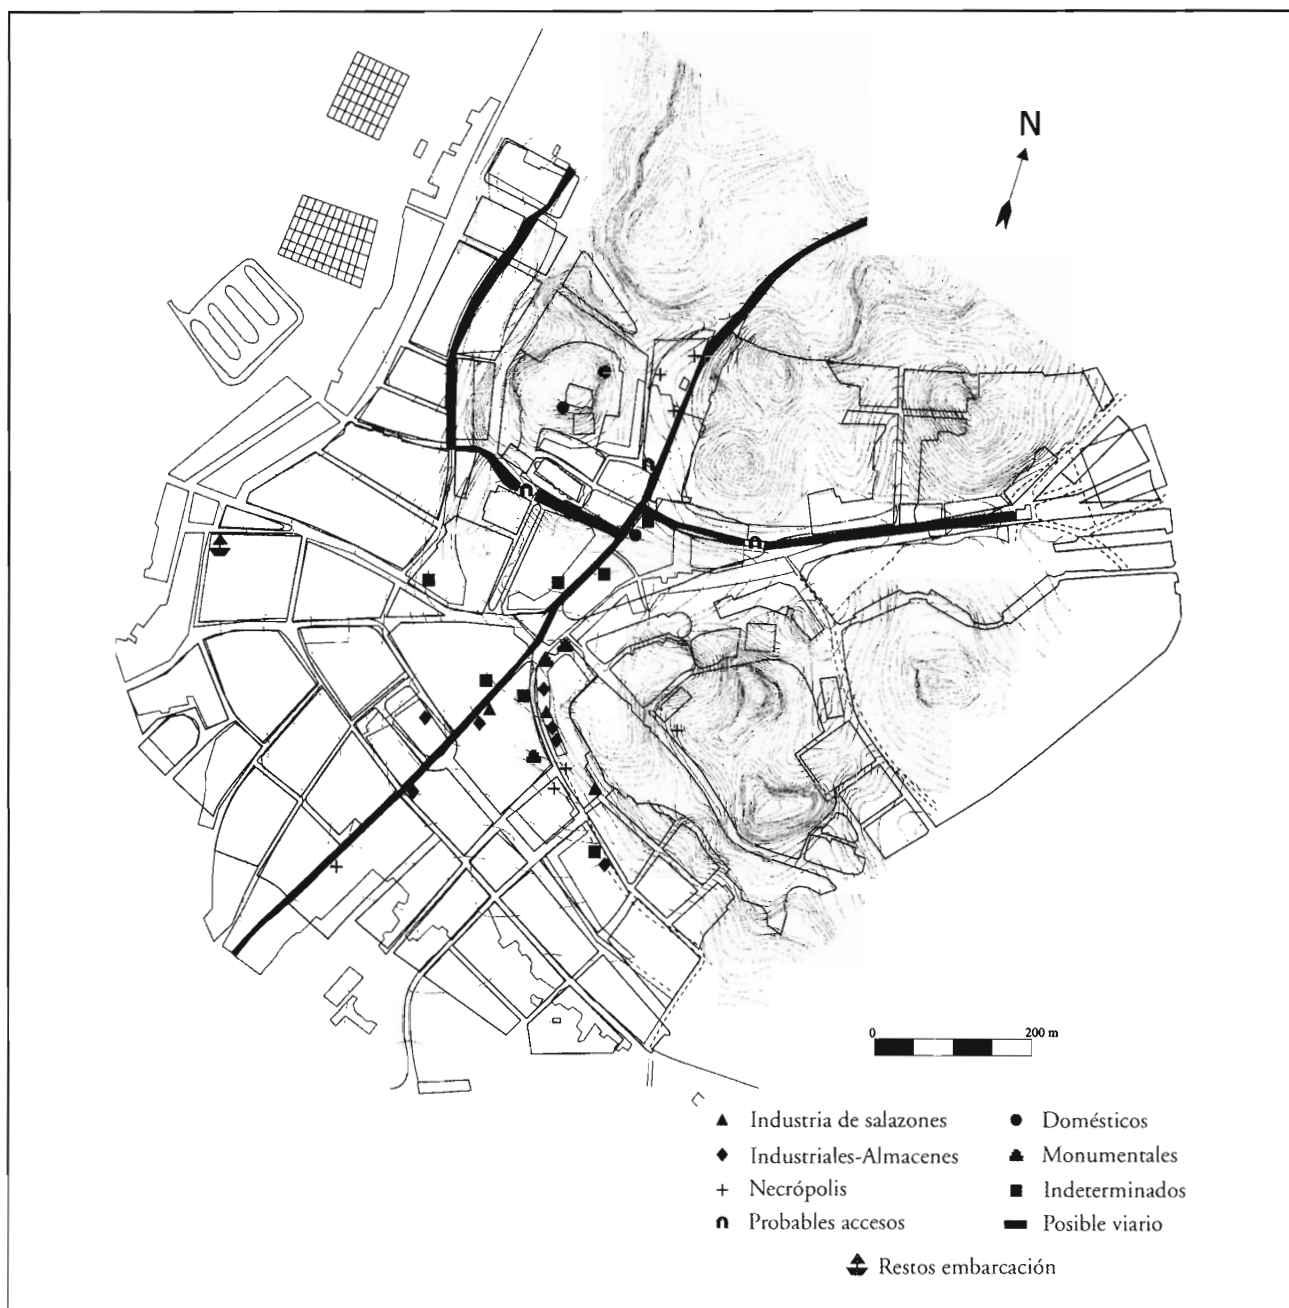 N
0 200 m
Industria de salazones
Domésticos
Industriales-Almacenes
Monumentales
Necrópolis
Indeterminados
Probables accesos
Posible viario
Restos embarcación